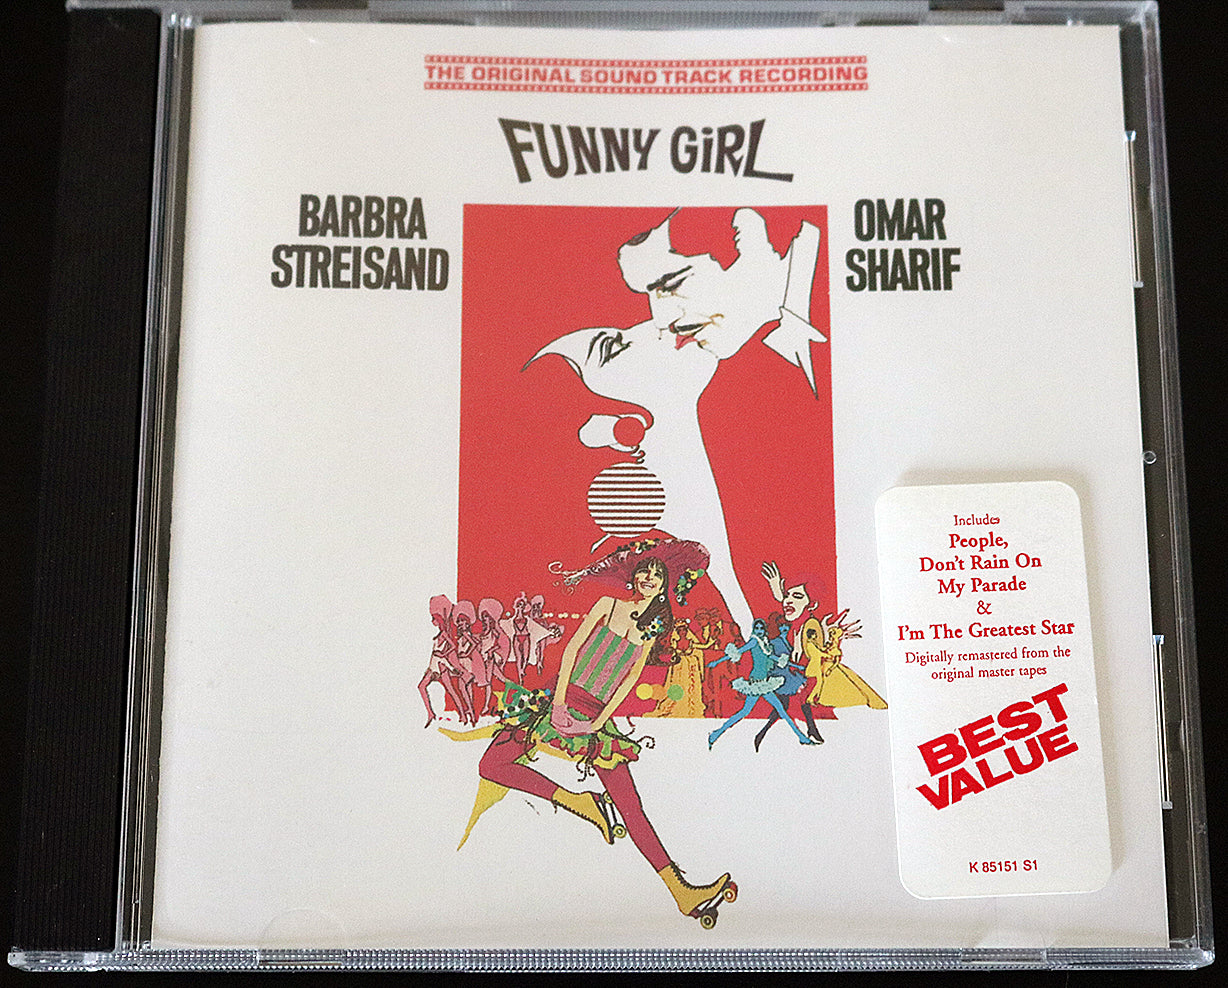 THE ORIGINAL SOUND TRACK RECORDING
FUNNY GiRL
BARBRA
STREISAND
OMAR
SHARIF
Includes
People,
Don't Rain On
My Parade
&
I'm The Greatest Star
Digitally remastered from the
original master tapes
BEST
VALUE
K 85151 S1